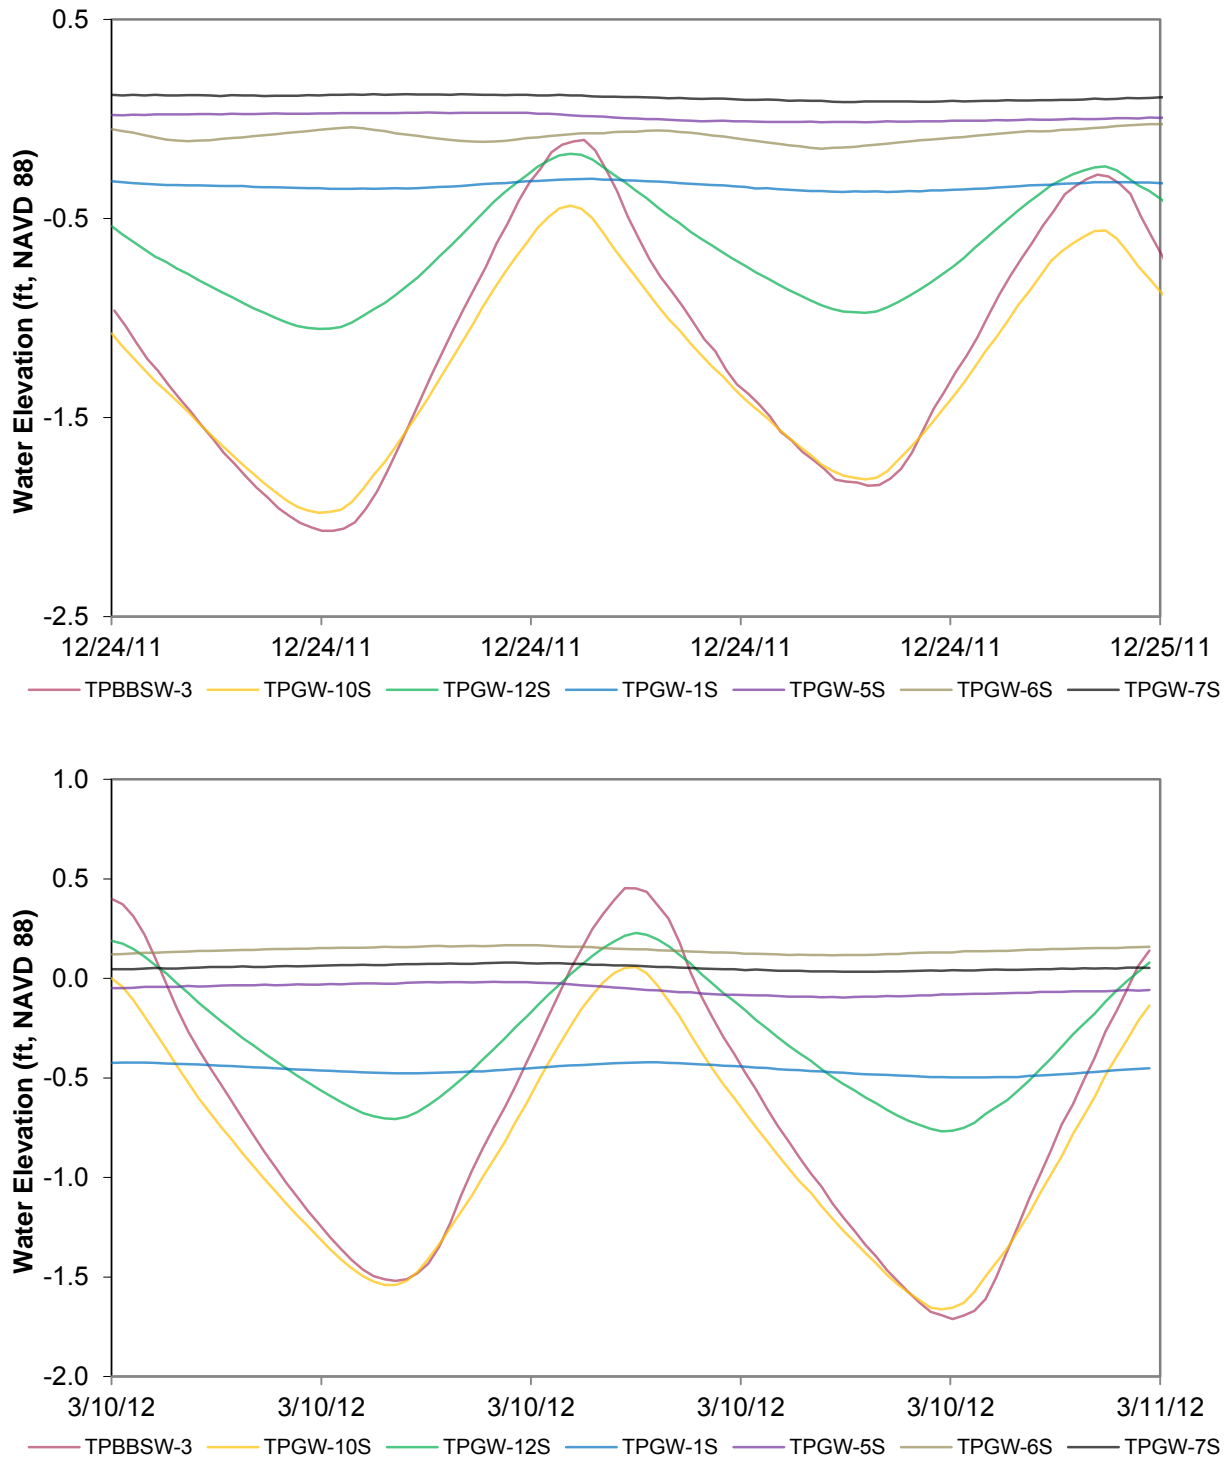 0.5
-0.5
-1.5
-2.5
Water Elevation (ft, NAVD 88)
12/24/11 12/24/11 12/24/11 12/24/11 12/24/11 12/25/11
TPBBSW-3 TPGW-10S TPGW-12S TPGW-1S TPGW-5S TPGW-6S TPGW-7S
1.0
0.5
0.0
-0.5
-1.0
-1.5
-2.0
Water Elevation (ft, NAVD 88)
3/10/12 3/10/12 3/10/12 3/10/12 3/10/12 3/11/12
TPBBSW-3 TPGW-10S TPGW-12S TPGW-1S TPGW-5S TPGW-6S TPGW-7S